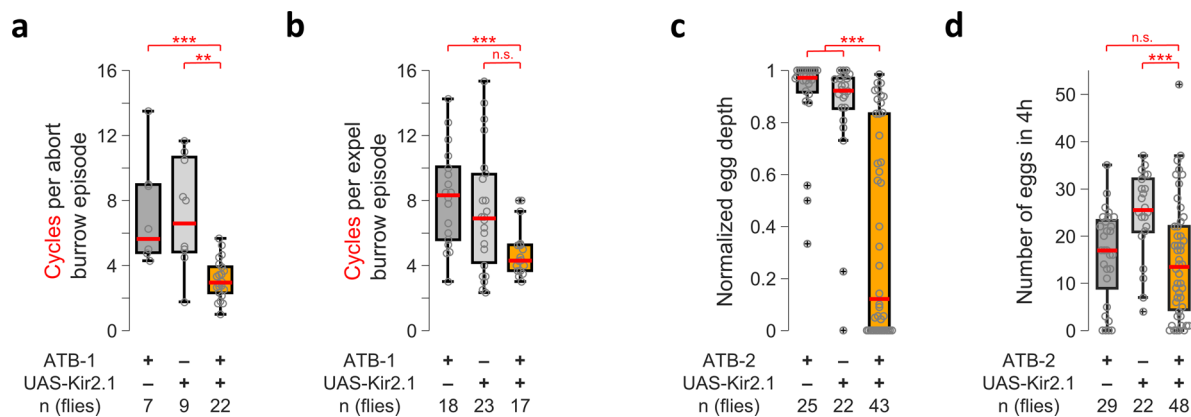 a
***
**
16
12
8
4
0
Cycles per abort
burrow episode
ATB-1 + – +
UAS-Kir2.1 – + +
n (flies) 7 9 22
b
***
n.s.
16
12
8
4
0
Cycles per expel
burrow episode
ATB-1 + – +
UAS-Kir2.1 – + +
n (flies) 18 23 17
c
***
0
0.2
0.4
0.6
0.8
1
Normalized egg depth
ATB-2 + – +
UAS-Kir2.1 – + +
n (flies) 25 22 43
d
n.s.
***
50
40
30
20
10
0
Number of eggs in 4h
ATB-2 + – +
UAS-Kir2.1 – + +
n (flies) 29 22 48